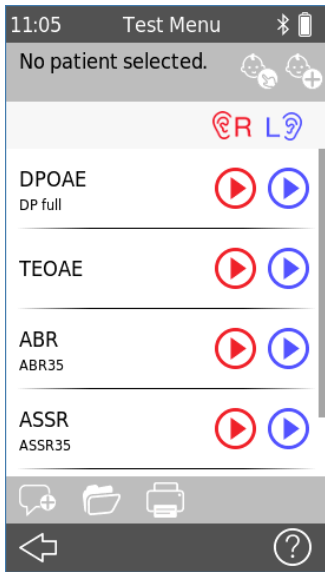 11:05 Test Menu
No patient selected.
R L
DPOAE
DP full
TEOAE
ABR
ABR35
ASSR
ASSR35
?